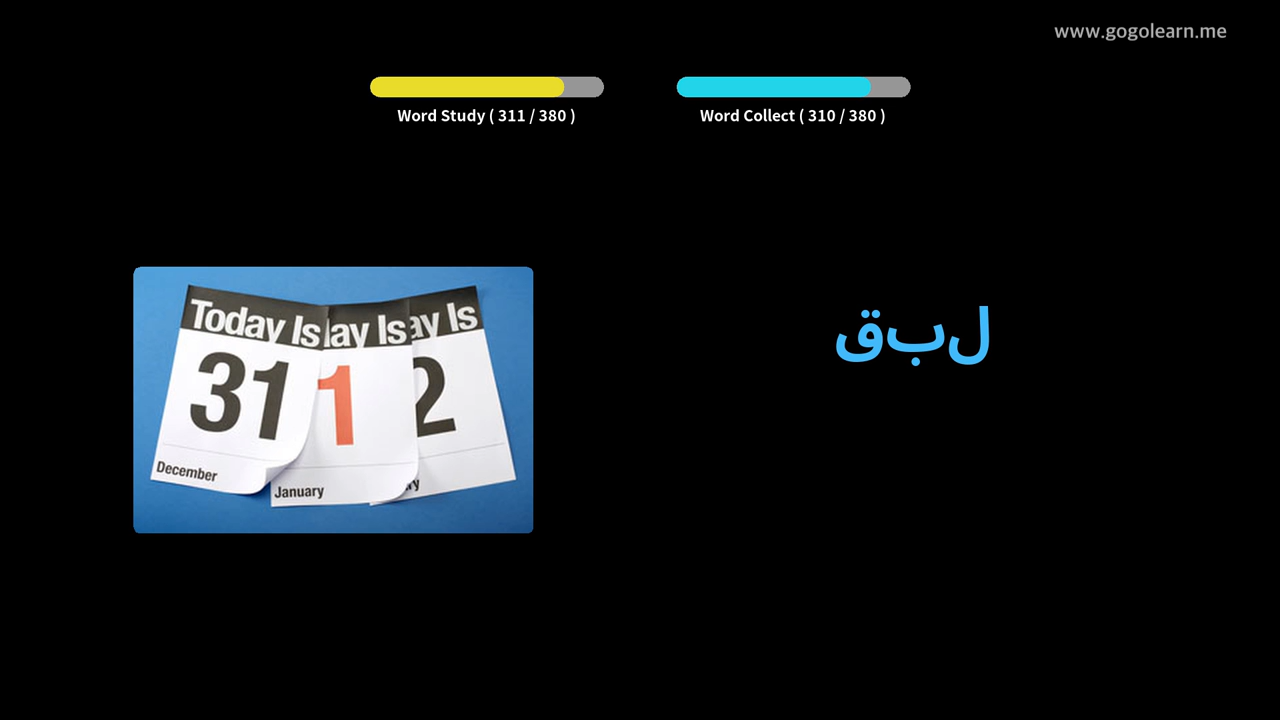 www.gogolearn.me
Word Study ( 311 / 380 )
Word Collect ( 310 / 380 )
Today Is
31
December
ay Is
1
January
ay Is
2
ry
لبق